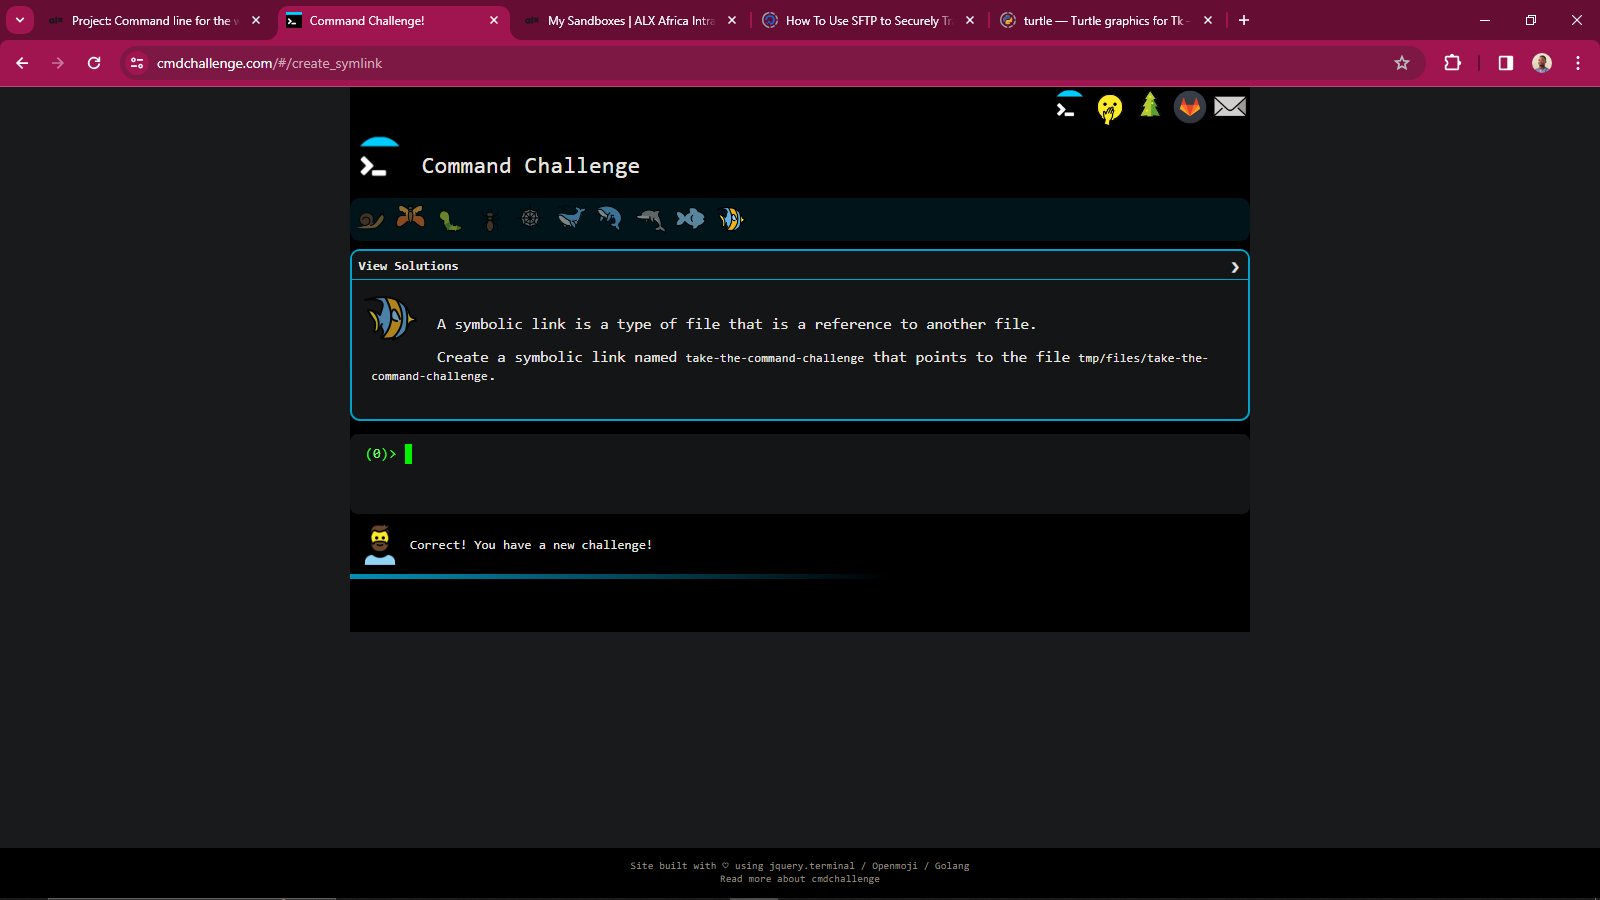 Project: Command line for the
Command Challenge!
My Sandboxes | ALX Africa Intra
How To Use SFTP to Securely Tr
turtle — Turtle graphics for Tk
cmdchallenge.com/#/create_symlink
Command Challenge
View Solutions
A symbolic link is a type of file that is a reference to another file.
Create a symbolic link named take-the-command-challenge that points to the file tmp/files/take-the-
command-challenge.
(0)>
Correct! You have a new challenge!
Site built with ♡ using jquery.terminal / Openmoji / Golang
Read more about cmdchallenge